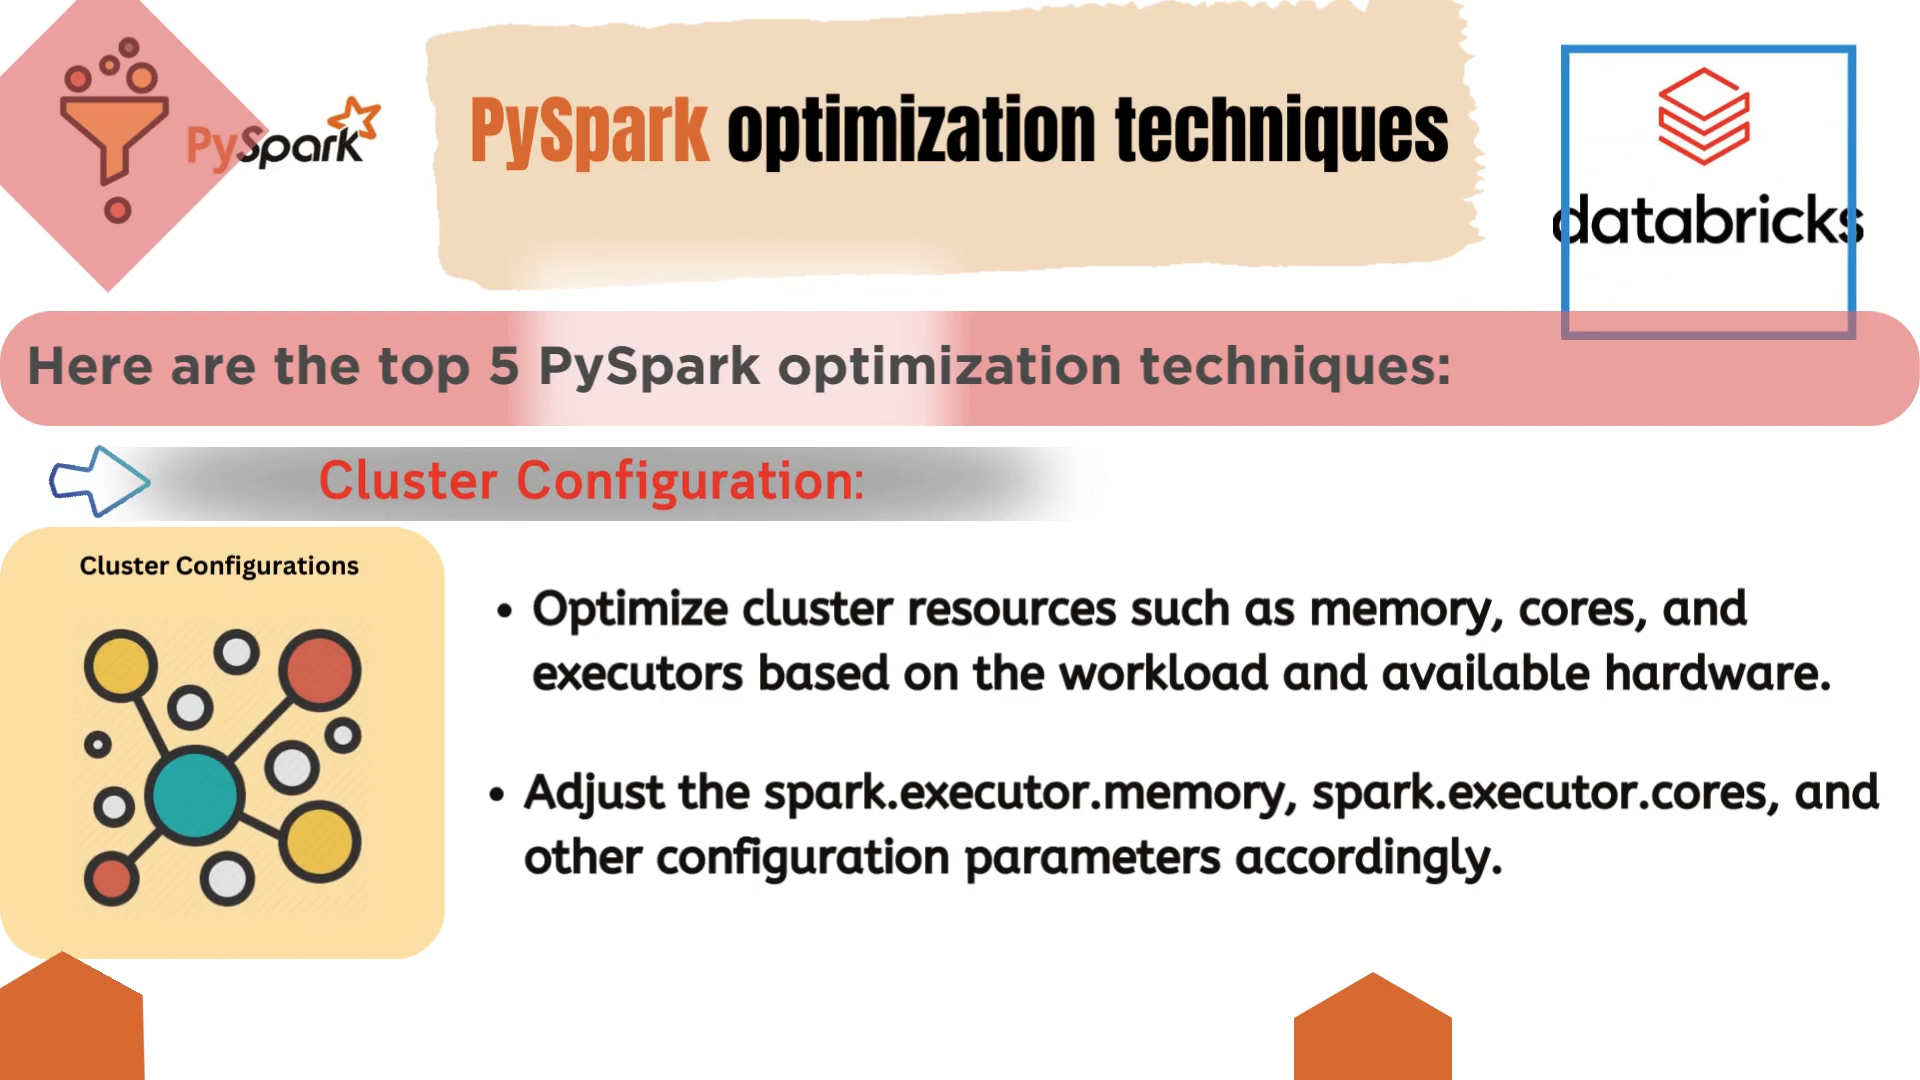 PySpark
PySpark optimization techniques
databricks
Here are the top 5 PySpark optimization techniques:
Cluster Configuration:
Cluster Configurations
• Optimize cluster resources such as memory, cores, and
executors based on the workload and available hardware.
• Adjust the spark.executor.memory, spark.executor.cores, and
other configuration parameters accordingly.